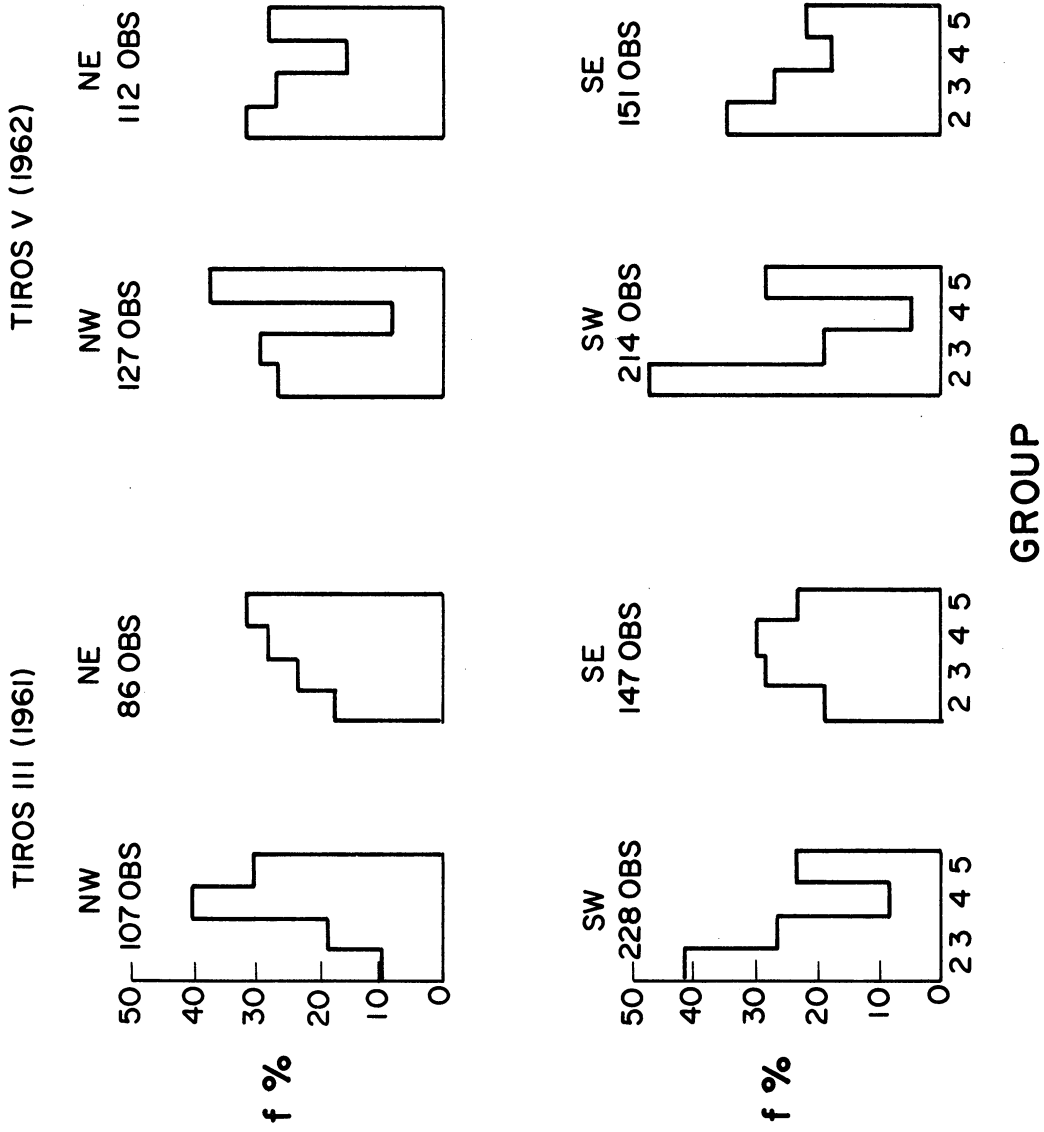 TIROS III (1961)
TIROS V (1962)
NW
107 OBS
NE
86 OBS
NW
127 OBS
NE
112 OBS
50
40
30
20
10
0
f %
SW
228 OBS
SE
147 OBS
SW
214 OBS
SE
151 OBS
50
40
30
20
10
0
f %
2 3 4 5
2 3 4 5
2 3 4 5
2 3 4 5
GROUP